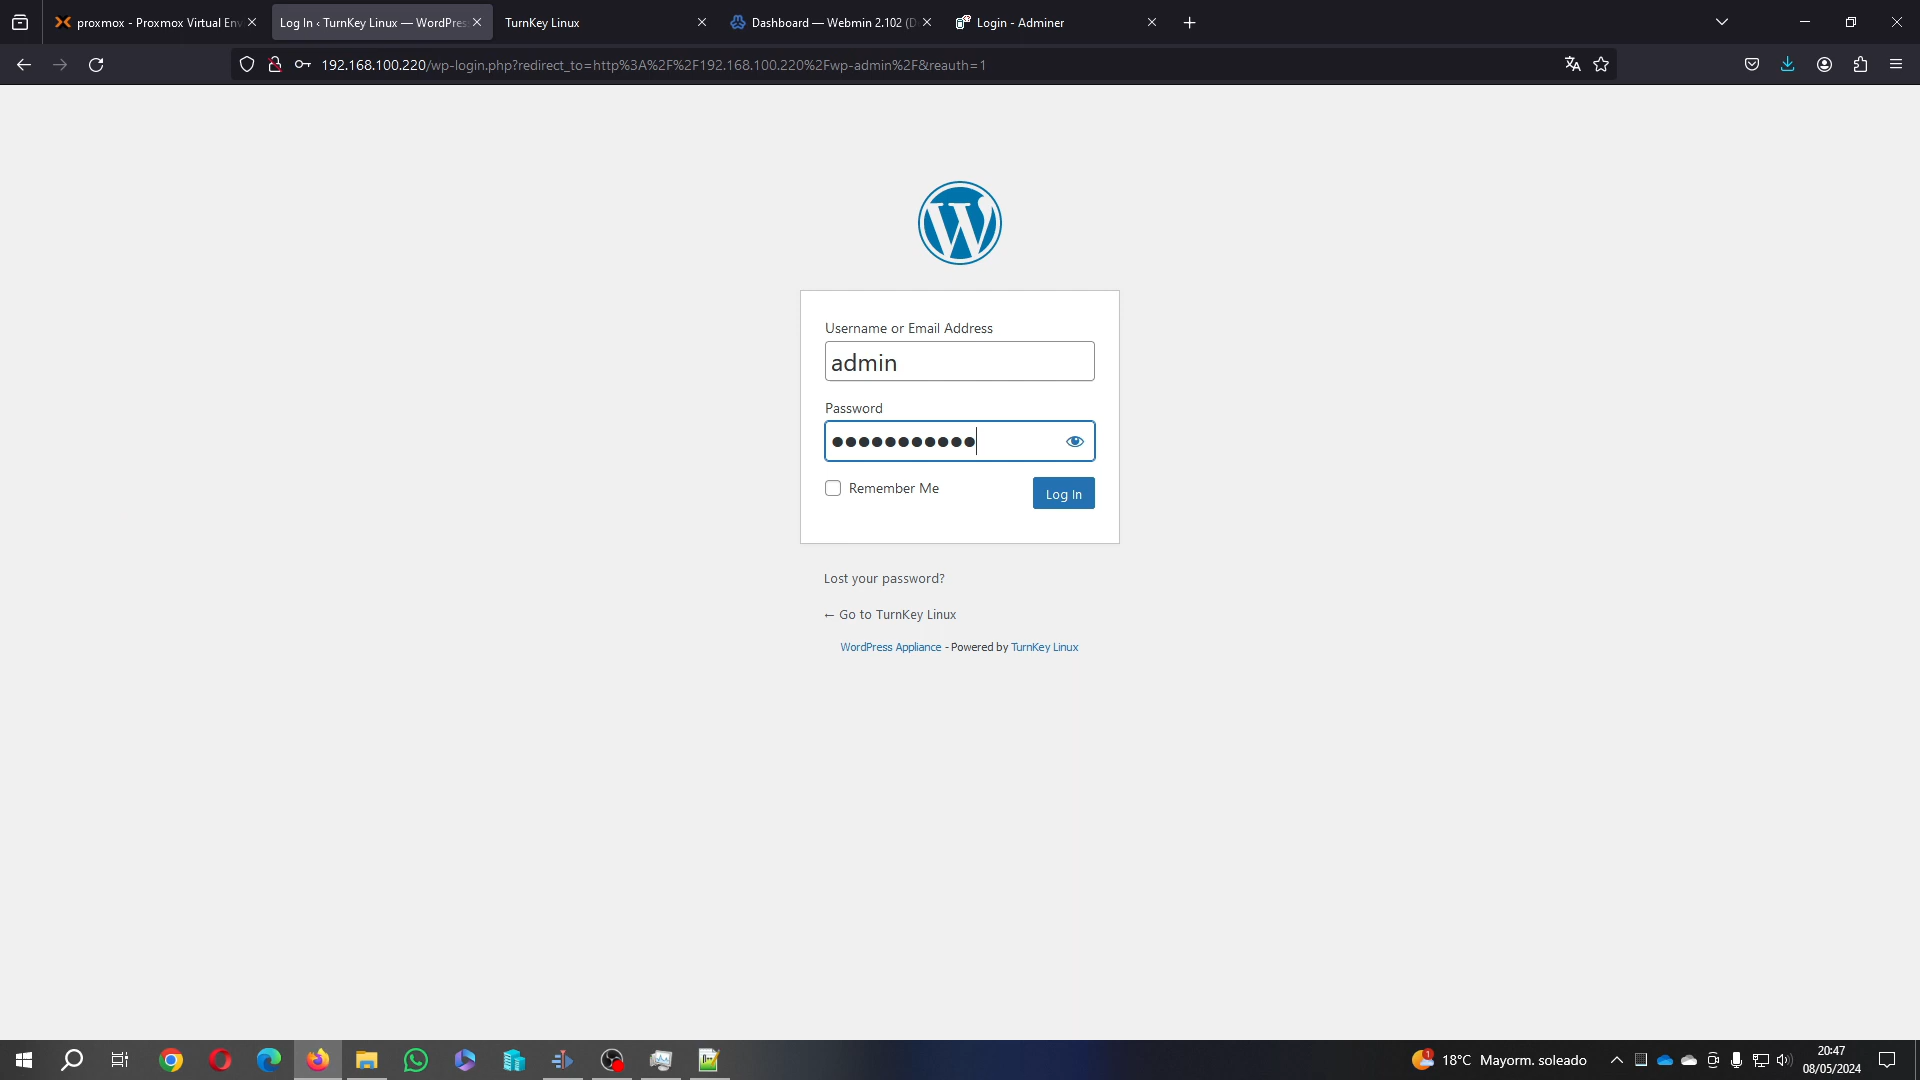 proxmox - Proxmox Virtual Env
Log In ‹ TurnKey Linux — WordPres
TurnKey Linux
Dashboard — Webmin 2.102 (D
Login - Adminer
192.168.100.220/wp-login.php?redirect_to=http%3A%2F%2F192.168.100.220%2Fwp-admin%2F&reauth=1
Username or Email Address
admin
Password
●●●●●●●●●●●
Remember Me
Log In
Lost your password?
← Go to TurnKey Linux
WordPress Appliance - Powered by TurnKey Linux
1
18°C Mayorm. soleado
20:47
08/05/2024